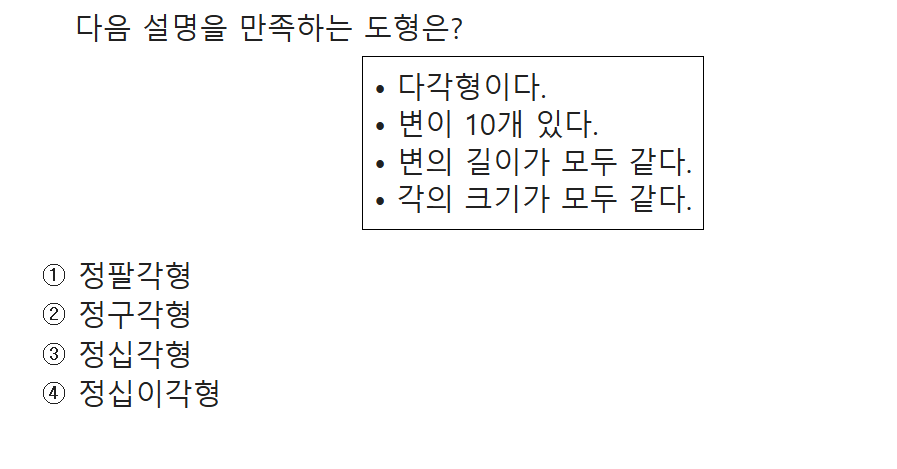 다음 설명을 만족하는 도형은?
• 다각형이다.
• 변이 10개 있다.
• 변의 길이가 모두 같다.
• 각의 크기가 모두 같다.
① 정팔각형
② 정구각형
③ 정십각형
④ 정십이각형